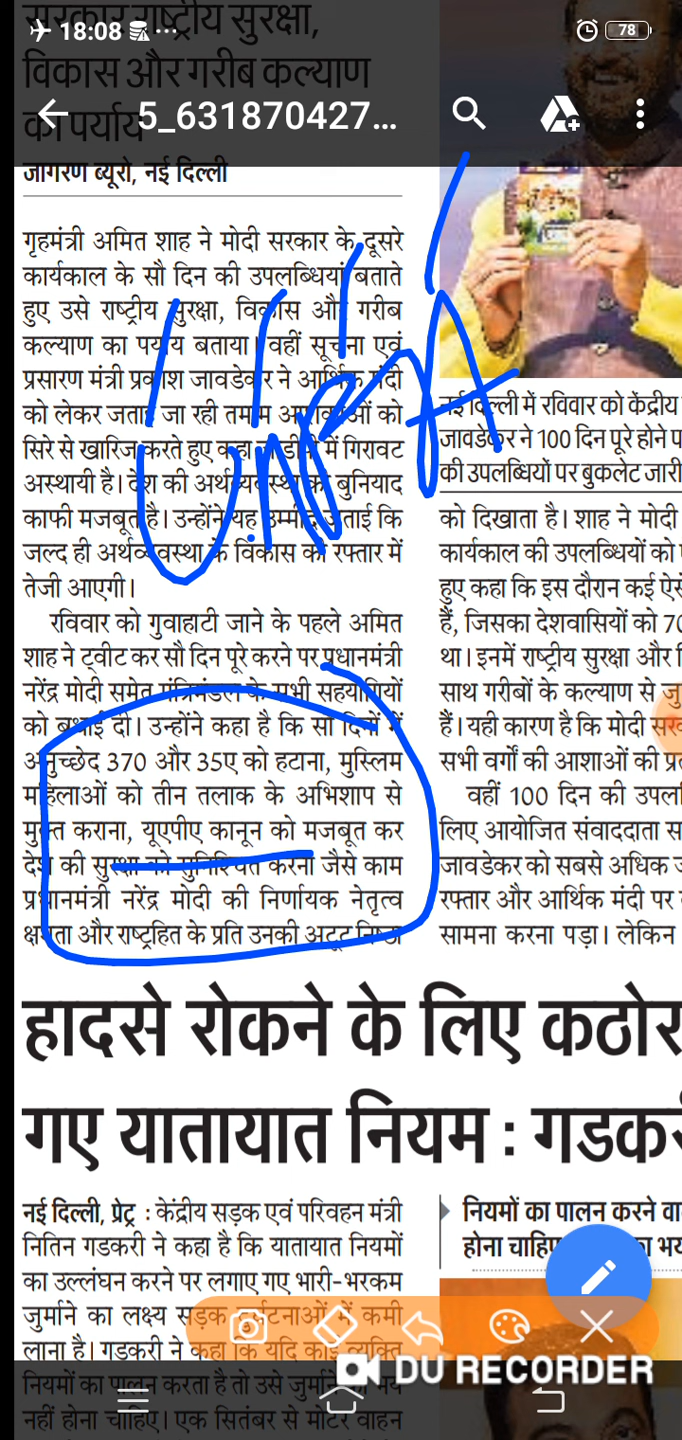 सरकार राष्ट्रीय सुरक्षा,
18:08
78
विकास और गरीब कल्याण
का पर्याय
5_631870427...
जागरण ब्यूरो, नई दिल्ली
गृहमंत्री अमित शाह ने मोदी सरकार के दूसरे
कार्यकाल के सौ दिन की उपलब्धियां बताते
हुए उसे राष्ट्रीय सुरक्षा, विकास और गरीब
कल्याण का पर्याय बताया। वहीं सूचना एवं
प्रसारण मंत्री प्रकाश जावडेकर ने आर्थिक मंदी
को लेकर जताई जा रही तमाम आशंकाओं को
सिरे से खारिज करते हुए कहा जीडीपी में गिरावट
अस्थायी है। देश की अर्थव्यवस्था की बुनियाद
काफी मजबूत है। उन्होंने यह उम्मीद जताई कि
जल्द ही अर्थव्यवस्था के विकास की रफ्तार में
तेजी आएगी।
रविवार को गुवाहाटी जाने के पहले अमित
शाह ने ट्वीट कर सौ दिन पूरे करने पर प्रधानमंत्री
नरेंद्र मोदी समेत मंत्रिमंडल के सभी सहयोगियों
को बधाई दी। उन्होंने कहा है कि सौ दिनों में
अनुच्छेद 370 और 35ए को हटाना, मुस्लिम
महिलाओं को तीन तलाक के अभिशाप से
मुक्त कराना, यूएपीए कानून को मजबूत कर
देश की सुरक्षा को सुनिश्चित करना जैसे काम
प्रधानमंत्री नरेंद्र मोदी की निर्णायक नेतृत्व
क्षमता और राष्ट्रहित के प्रति उनकी अटूट निष्ठा
नई दिल्ली में रविवार को केंद्रीय
जावडेकर ने 100 दिन पूरे होने प
की उपलब्धियों पर बुकलेट जारी
को दिखाता है। शाह ने मोदी
कार्यकाल की उपलब्धियों को
हुए कहा कि इस दौरान कई ऐसे
हैं, जिसका देशवासियों को 70
था। इनमें राष्ट्रीय सुरक्षा और
साथ गरीबों के कल्याण से जु
हैं। यही कारण है कि मोदी सर
सभी वर्गों की आशाओं की प्र
वहीं 100 दिन की उपल
लिए आयोजित संवाददाता स
जावडेकर को सबसे अधिक ज
रफ्तार और आर्थिक मंदी पर
सामना करना पड़ा। लेकिन
हादसे रोकने के लिए कठोर
गए यातायात नियम : गडक
नई दिल्ली, प्रेट्र : केंद्रीय सड़क एवं परिवहन मंत्री
नितिन गडकरी ने कहा है कि यातायात नियमों
का उल्लंघन करने पर लगाए गए भारी-भरकम
जुर्माने का लक्ष्य सड़क दुर्घटनाओं में कमी
लाना है। गडकरी ने कहा कि यदि कोई व्यक्ति
नियमों का पालन करता है तो उसे जुर्माने का भय
नहीं होना चाहिए। एक सितंबर से मोटर वाहन
नियमों का पालन करने वा
होना चाहिए का भय
DU RECORDER